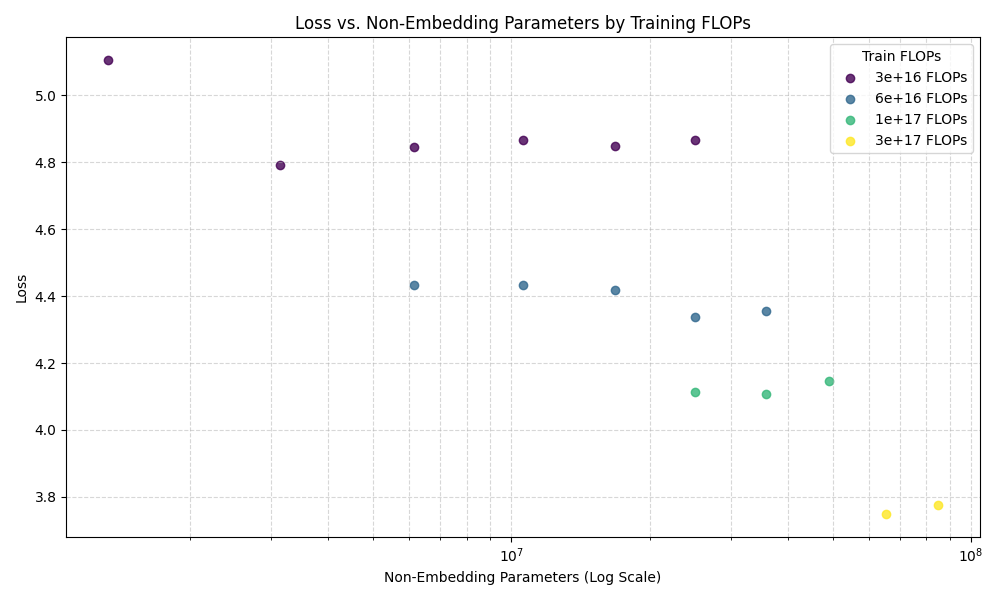 Loss vs. Non-Embedding Parameters by Training FLOPs
Train FLOPs
3e+16 FLOPs
6e+16 FLOPs
1e+17 FLOPs
3e+17 FLOPs
Loss
5.0
4.8
4.6
4.4
4.2
4.0
3.8
10^7
10^8
Non-Embedding Parameters (Log Scale)